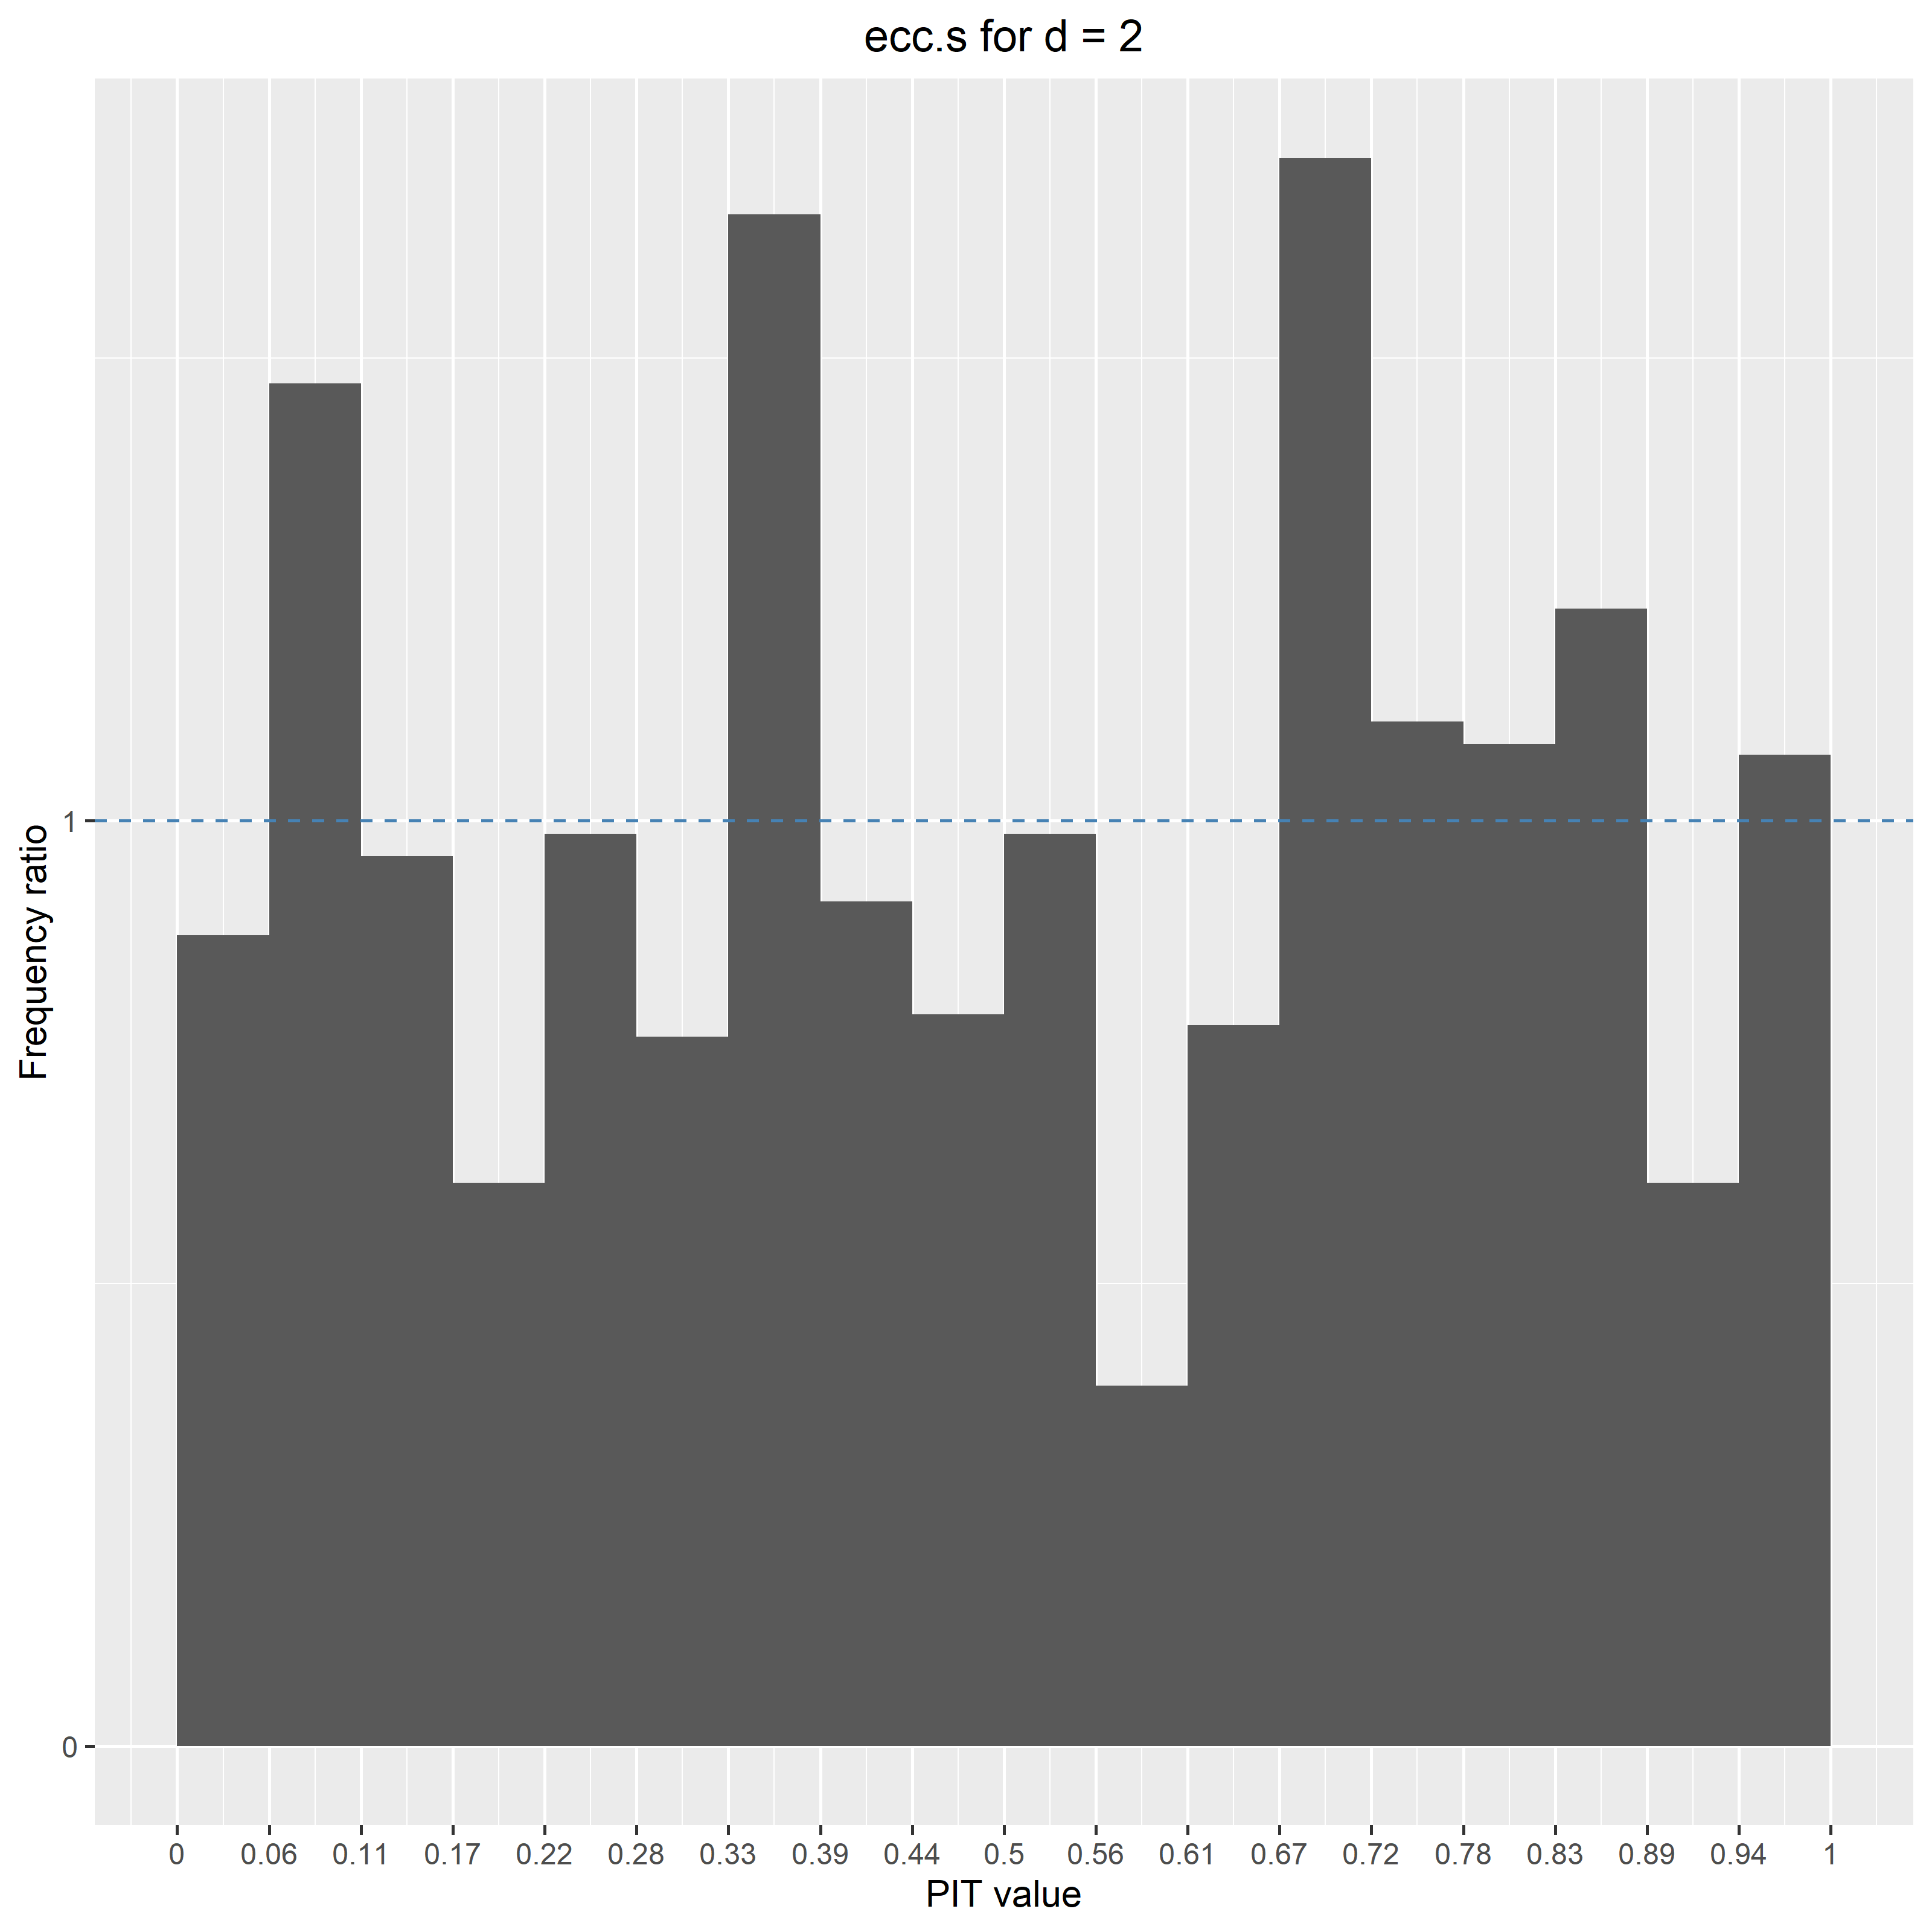 ecc.s for d = 2
Frequency ratio
1
0
0 0.06 0.11 0.17 0.22 0.28 0.33 0.39 0.44 0.5 0.56 0.61 0.67 0.72 0.78 0.83 0.89 0.94 1
PIT value